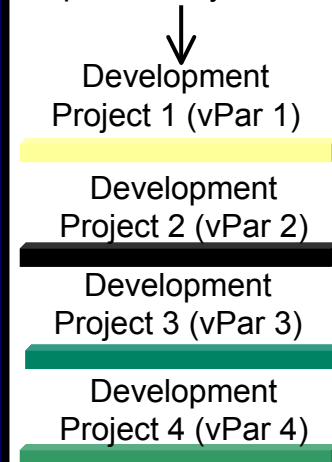 Development
Project 1 (vPar 1)
Development
Project 2 (vPar 2)
Development
Project 3 (vPar 3)
Development
Project 4 (vPar 4)